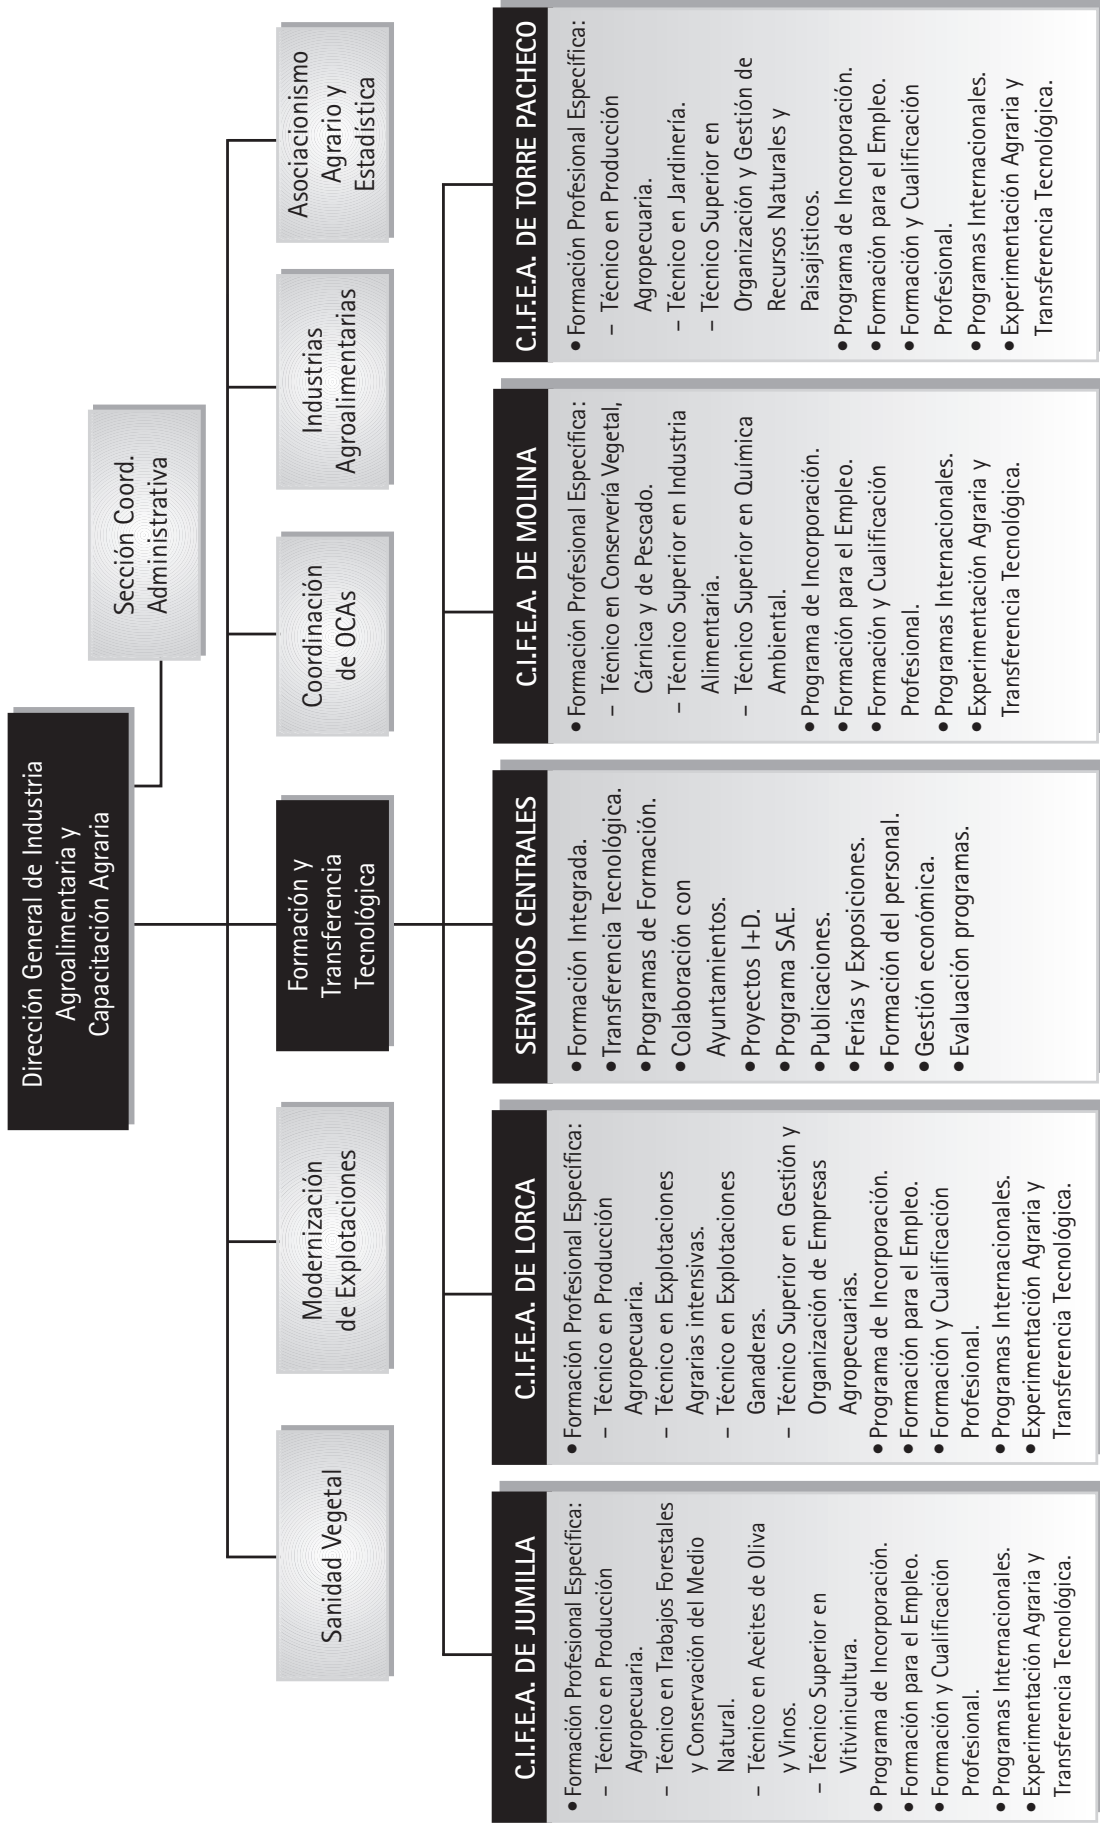 Dirección General de Industria
Agroalimentaria y
Capacitación Agraria
Sección Coord.
Administrativa
Sanidad Vegetal
Modernización
de Explotaciones
Formación y
Transferencia
Tecnológica
Coordinación
de OCAs
Industrias
Agroalimentarias
Asociacionismo
Agrario y
Estadística
C.I.F.E.A. DE JUMILLA
• Formación Profesional Específica:
– Técnico en Producción
Agropecuaria.
– Técnico en Trabajos Forestales
y Conservación del Medio
Natural.
– Técnico en Aceites de Oliva
y Vinos.
– Técnico Superior en
Vitivinicultura.
• Programa de Incorporación.
• Formación para el Empleo.
• Formación y Cualificación
Profesional.
• Programas Internacionales.
• Experimentación Agraria y
Transferencia Tecnológica.
C.I.F.E.A. DE LORCA
• Formación Profesional Específica:
– Técnico en Producción
Agropecuaria.
– Técnico en Explotaciones
Agrarias intensivas.
– Técnico en Explotaciones
Ganaderas.
– Técnico Superior en Gestión y
Organización de Empresas
Agropecuarias.
• Programa de Incorporación.
• Formación para el Empleo.
• Formación y Cualificación
Profesional.
• Programas Internacionales.
• Experimentación Agraria y
Transferencia Tecnológica.
SERVICIOS CENTRALES
• Formación Integrada.
• Transferencia Tecnológica.
• Programas de Formación.
• Colaboración con
Ayuntamientos.
• Proyectos I+D.
• Programa SAE.
• Publicaciones.
• Ferias y Exposiciones.
• Formación del personal.
• Gestión económica.
• Evaluación programas.
C.I.F.E.A. DE MOLINA
• Formación Profesional Específica:
– Técnico en Conservería Vegetal,
Cárnica y de Pescado.
– Técnico Superior en Industria
Alimentaria.
– Técnico Superior en Química
Ambiental.
• Programa de Incorporación.
• Formación para el Empleo.
• Formación y Cualificación
Profesional.
• Programas Internacionales.
• Experimentación Agraria y
Transferencia Tecnológica.
C.I.F.E.A. DE TORRE PACHECO
• Formación Profesional Específica:
– Técnico en Producción
Agropecuaria.
– Técnico en Jardinería.
– Técnico Superior en
Organización y Gestión de
Recursos Naturales y
Paisajísticos.
• Programa de Incorporación.
• Formación para el Empleo.
• Formación y Cualificación
Profesional.
• Programas Internacionales.
• Experimentación Agraria y
Transferencia Tecnológica.